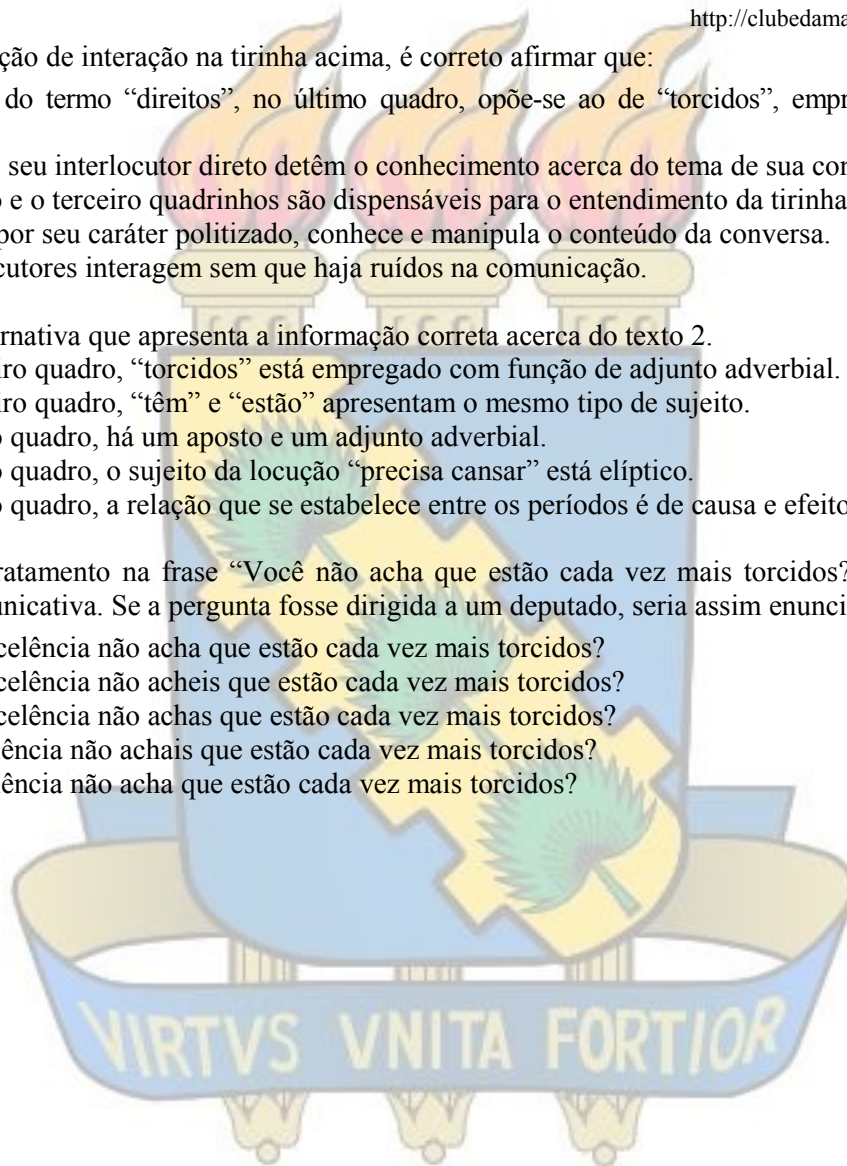 http://clubedama
ção de interação na tirinha acima, é correto afirmar que:
do termo “direitos”, no último quadro, opõe-se ao de “torcidos”, empr
seu interlocutor direto detêm o conhecimento acerca do tema de sua con
o e o terceiro quadrinhos são dispensáveis para o entendimento da tirinha
por seu caráter politizado, conhece e manipula o conteúdo da conversa.
cutores interagem sem que haja ruídos na comunicação.
rnativa que apresenta a informação correta acerca do texto 2.
iro quadro, “torcidos” está empregado com função de adjunto adverbial.
iro quadro, “têm” e “estão” apresentam o mesmo tipo de sujeito.
o quadro, há um aposto e um adjunto adverbial.
o quadro, o sujeito da locução “precisa cansar” está elíptico.
o quadro, a relação que se estabelece entre os períodos é de causa e efeito
ratamento na frase “Você não acha que estão cada vez mais torcidos?
unicativa. Se a pergunta fosse dirigida a um deputado, seria assim enunci
celência não acha que estão cada vez mais torcidos?
celência não acheis que estão cada vez mais torcidos?
celência não achas que estão cada vez mais torcidos?
lência não achais que estão cada vez mais torcidos?
lência não acha que estão cada vez mais torcidos?
VIRTVS VNITA FORTIOR